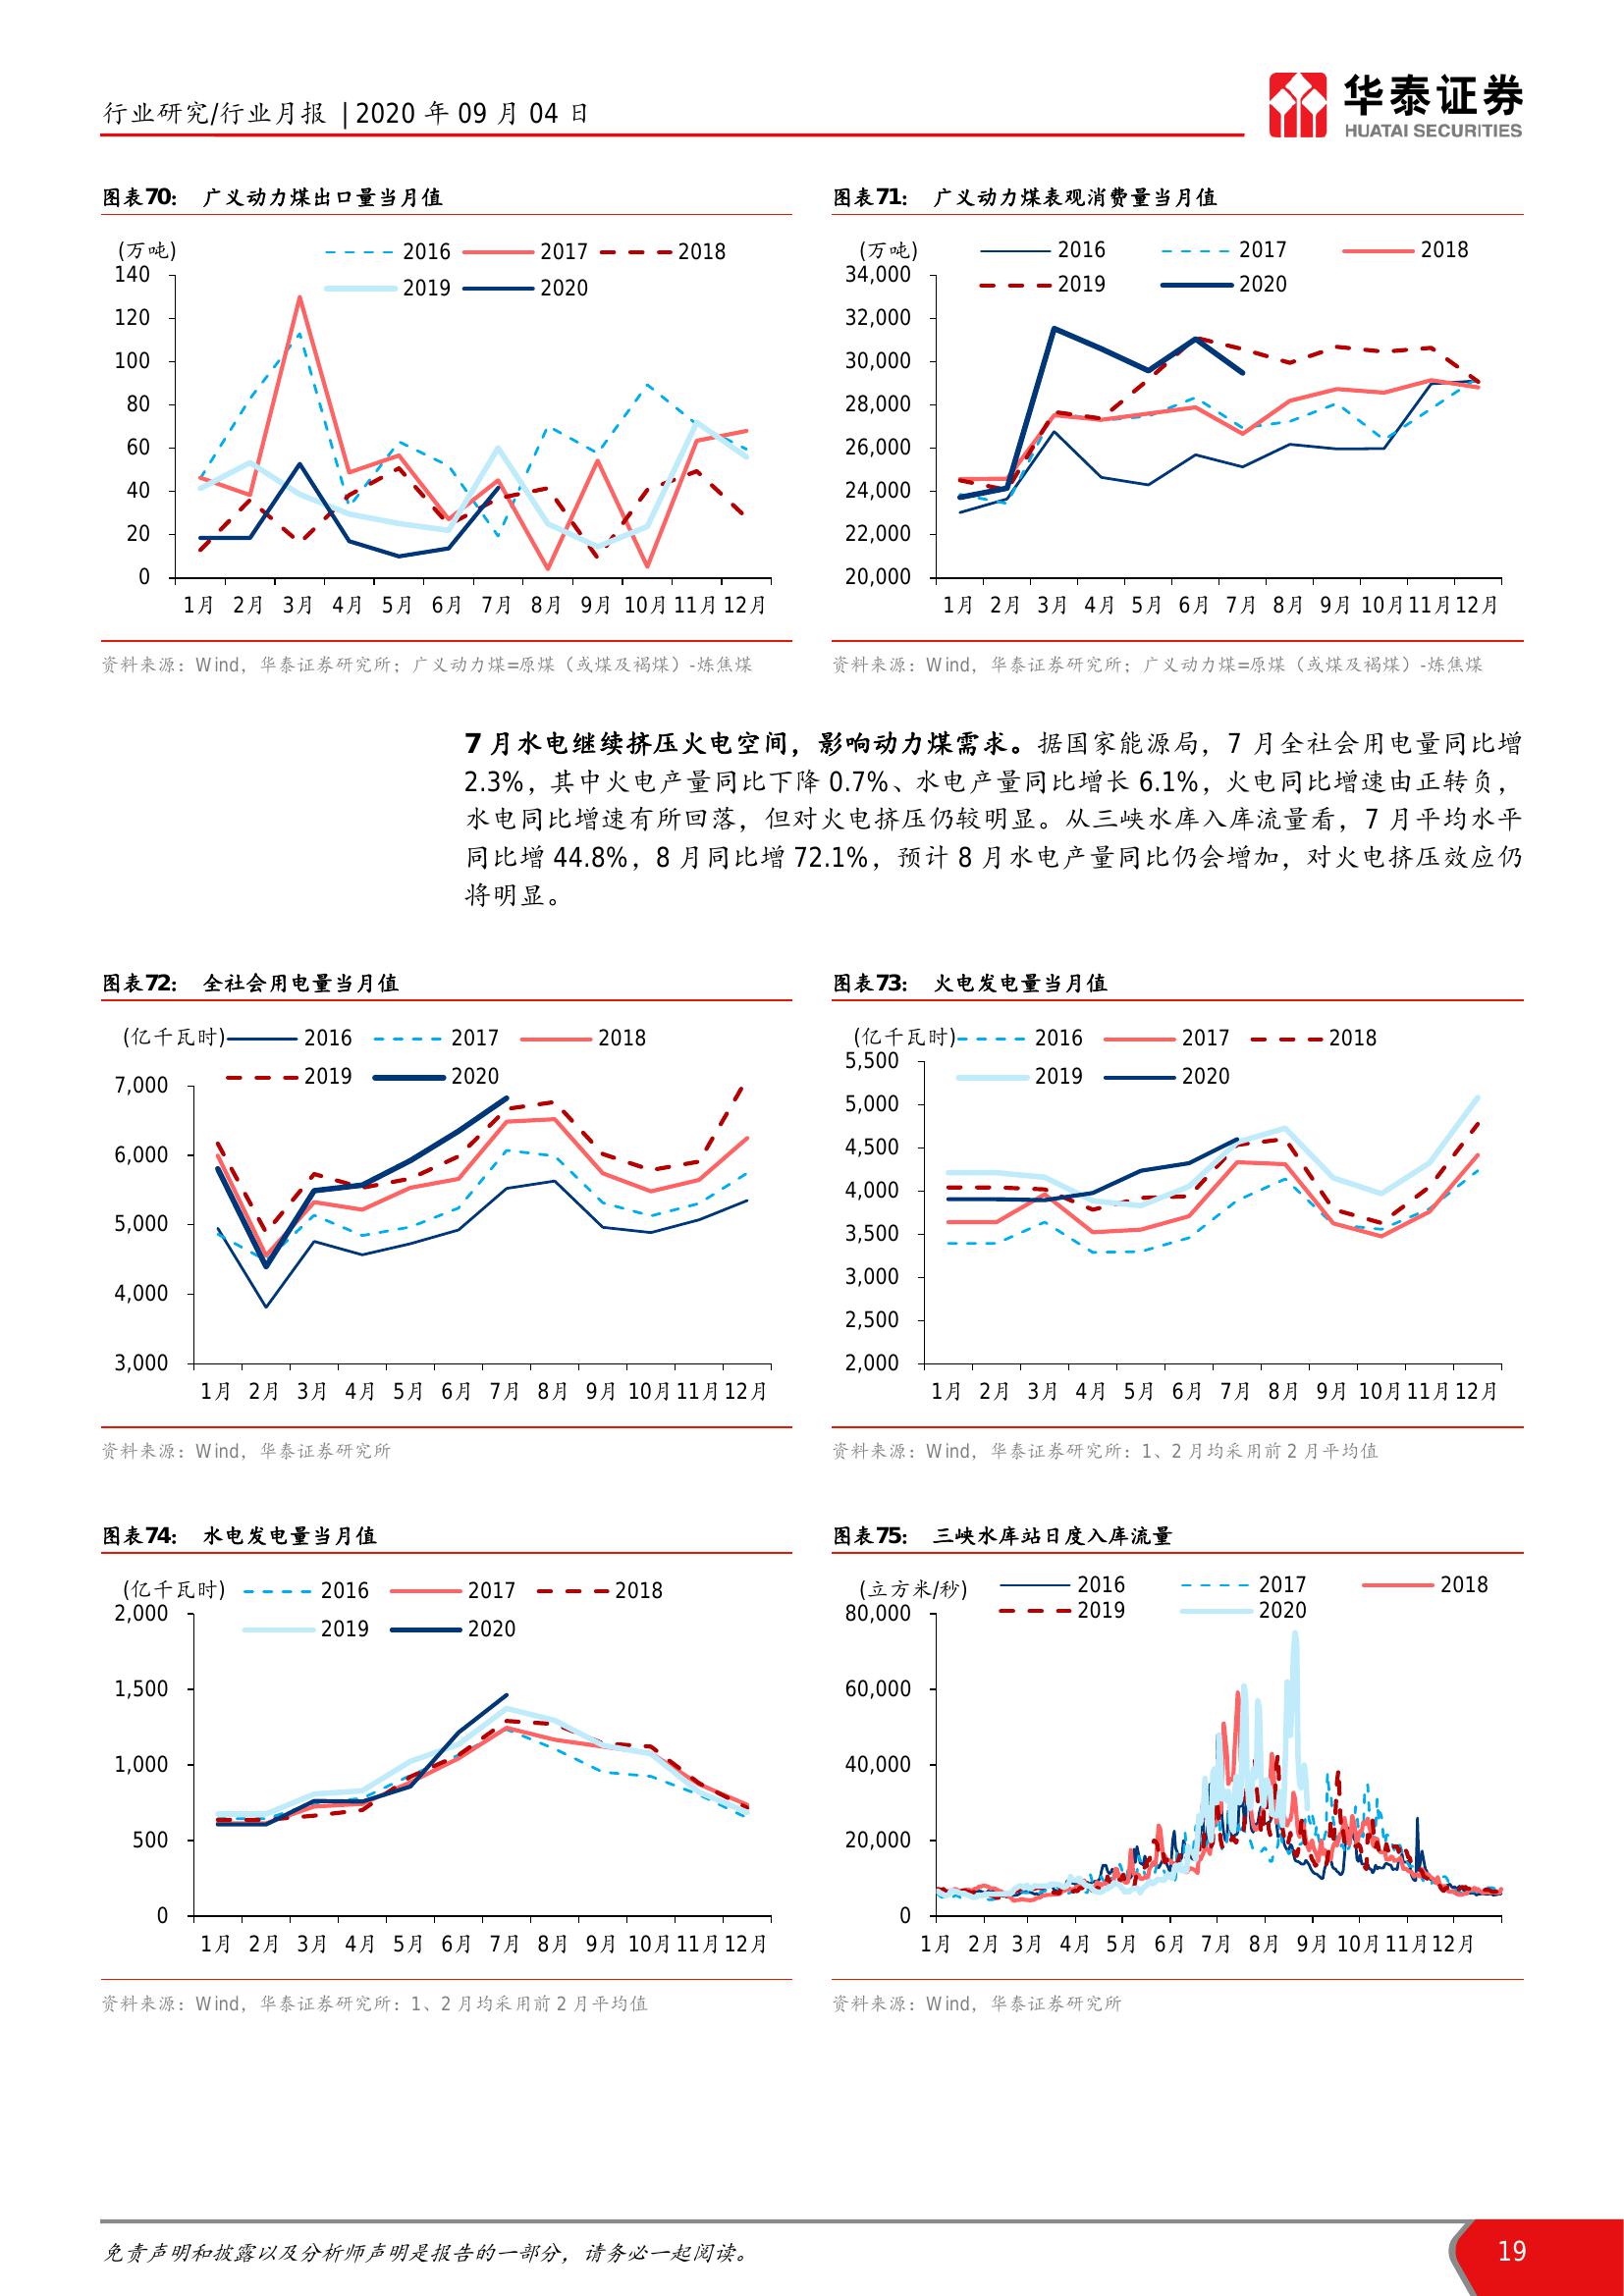 行业研究/行业月报 | 2020 年 09 月 04 日
华泰证券
HUATAI SECURITIES
图表70： 广义动力煤出口量当月值
(万吨)
2016 2017 2018
2019 2020
140
120
100
80
60
40
20
0
1月 2月 3月 4月 5月 6月 7月 8月 9月 10月 11月 12月
资料来源：Wind，华泰证券研究所；广义动力煤=原煤（或煤及褐煤）-炼焦煤
图表71： 广义动力煤表观消费量当月值
(万吨)
2016 2017 2018
2019 2020
34,000
32,000
30,000
28,000
26,000
24,000
22,000
20,000
1月 2月 3月 4月 5月 6月 7月 8月 9月 10月 11月 12月
资料来源：Wind，华泰证券研究所；广义动力煤=原煤（或煤及褐煤）-炼焦煤
7 月水电继续挤压火电空间，影响动力煤需求。据国家能源局，7 月全社会用电量同比增
2.3%，其中火电产量同比下降 0.7%、水电产量同比增长 6.1%，火电同比增速由正转负，
水电同比增速有所回落，但对火电挤压仍较明显。从三峡水库入库流量看，7 月平均水平
同比增 44.8%，8 月同比增 72.1%，预计 8 月水电产量同比仍会增加，对火电挤压效应仍
将明显。
图表72： 全社会用电量当月值
(亿千瓦时) 2016 2017 2018
2019 2020
7,000
6,000
5,000
4,000
3,000
1月 2月 3月 4月 5月 6月 7月 8月 9月 10月 11月 12月
资料来源：Wind，华泰证券研究所
图表73： 火电发电量当月值
(亿千瓦时) 2016 2017 2018
2019 2020
5,500
5,000
4,500
4,000
3,500
3,000
2,500
2,000
1月 2月 3月 4月 5月 6月 7月 8月 9月 10月 11月 12月
资料来源：Wind，华泰证券研究所：1、2 月均采用前 2 月平均值
图表74： 水电发电量当月值
(亿千瓦时) 2016 2017 2018
2019 2020
2,000
1,500
1,000
500
0
1月 2月 3月 4月 5月 6月 7月 8月 9月 10月 11月 12月
资料来源：Wind，华泰证券研究所：1、2 月均采用前 2 月平均值
图表75： 三峡水库站日度入库流量
(立方米/秒) 2016 2017 2018
2019 2020
80,000
60,000
40,000
20,000
0
1月 2月 3月 4月 5月 6月 7月 8月 9月 10月 11月 12月
资料来源：Wind，华泰证券研究所
免责声明和披露以及分析师声明是报告的一部分，请务必一起阅读。
19